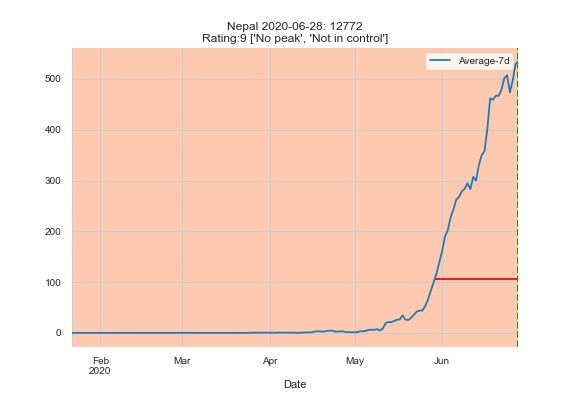 Nepal 2020-06-28: 12772
Rating:9 ['No peak', 'Not in control']
Average-7d
500
400
300
200
100
0
Feb
2020
Mar
Apr
May
Jun
Date